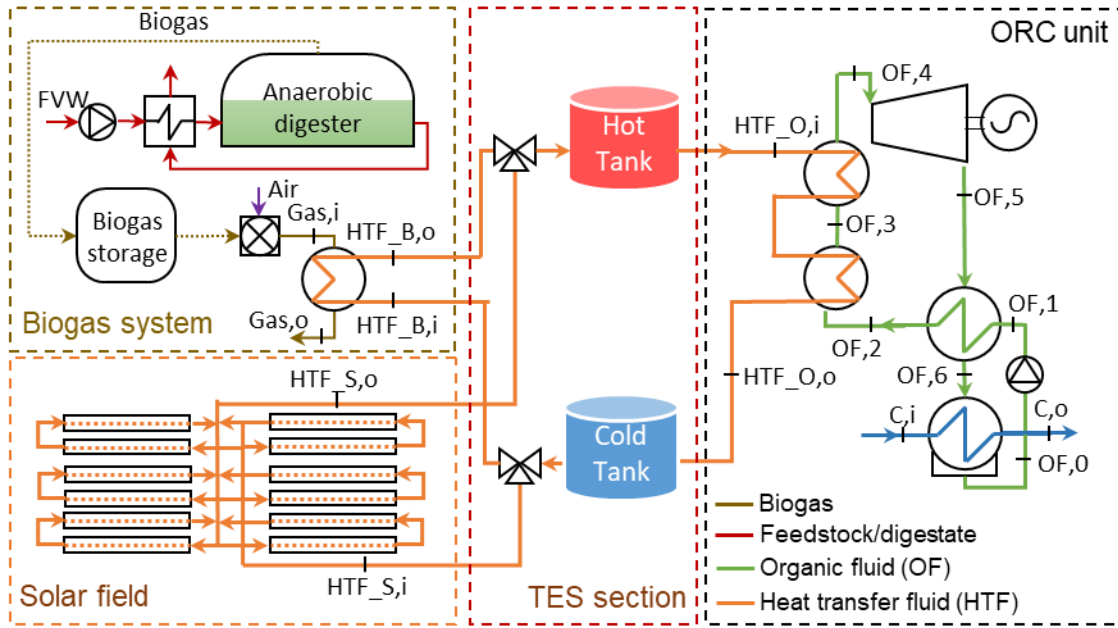 Biogas
FVW
Anaerobic
digester
Biogas
storage
Air
Gas,i
HTF_B,o
HTF_B,i
Gas,o
Biogas system
HTF_S,o
HTF_S,i
Solar field
Hot
Tank
Cold
Tank
TES section
ORC unit
OF,4
HTF_O,i
OF,5
OF,3
OF,1
OF,2
OF,6
HTF_O,o
C,i
C,o
OF,0
Biogas
Feedstock/digestate
Organic fluid (OF)
Heat transfer fluid (HTF)